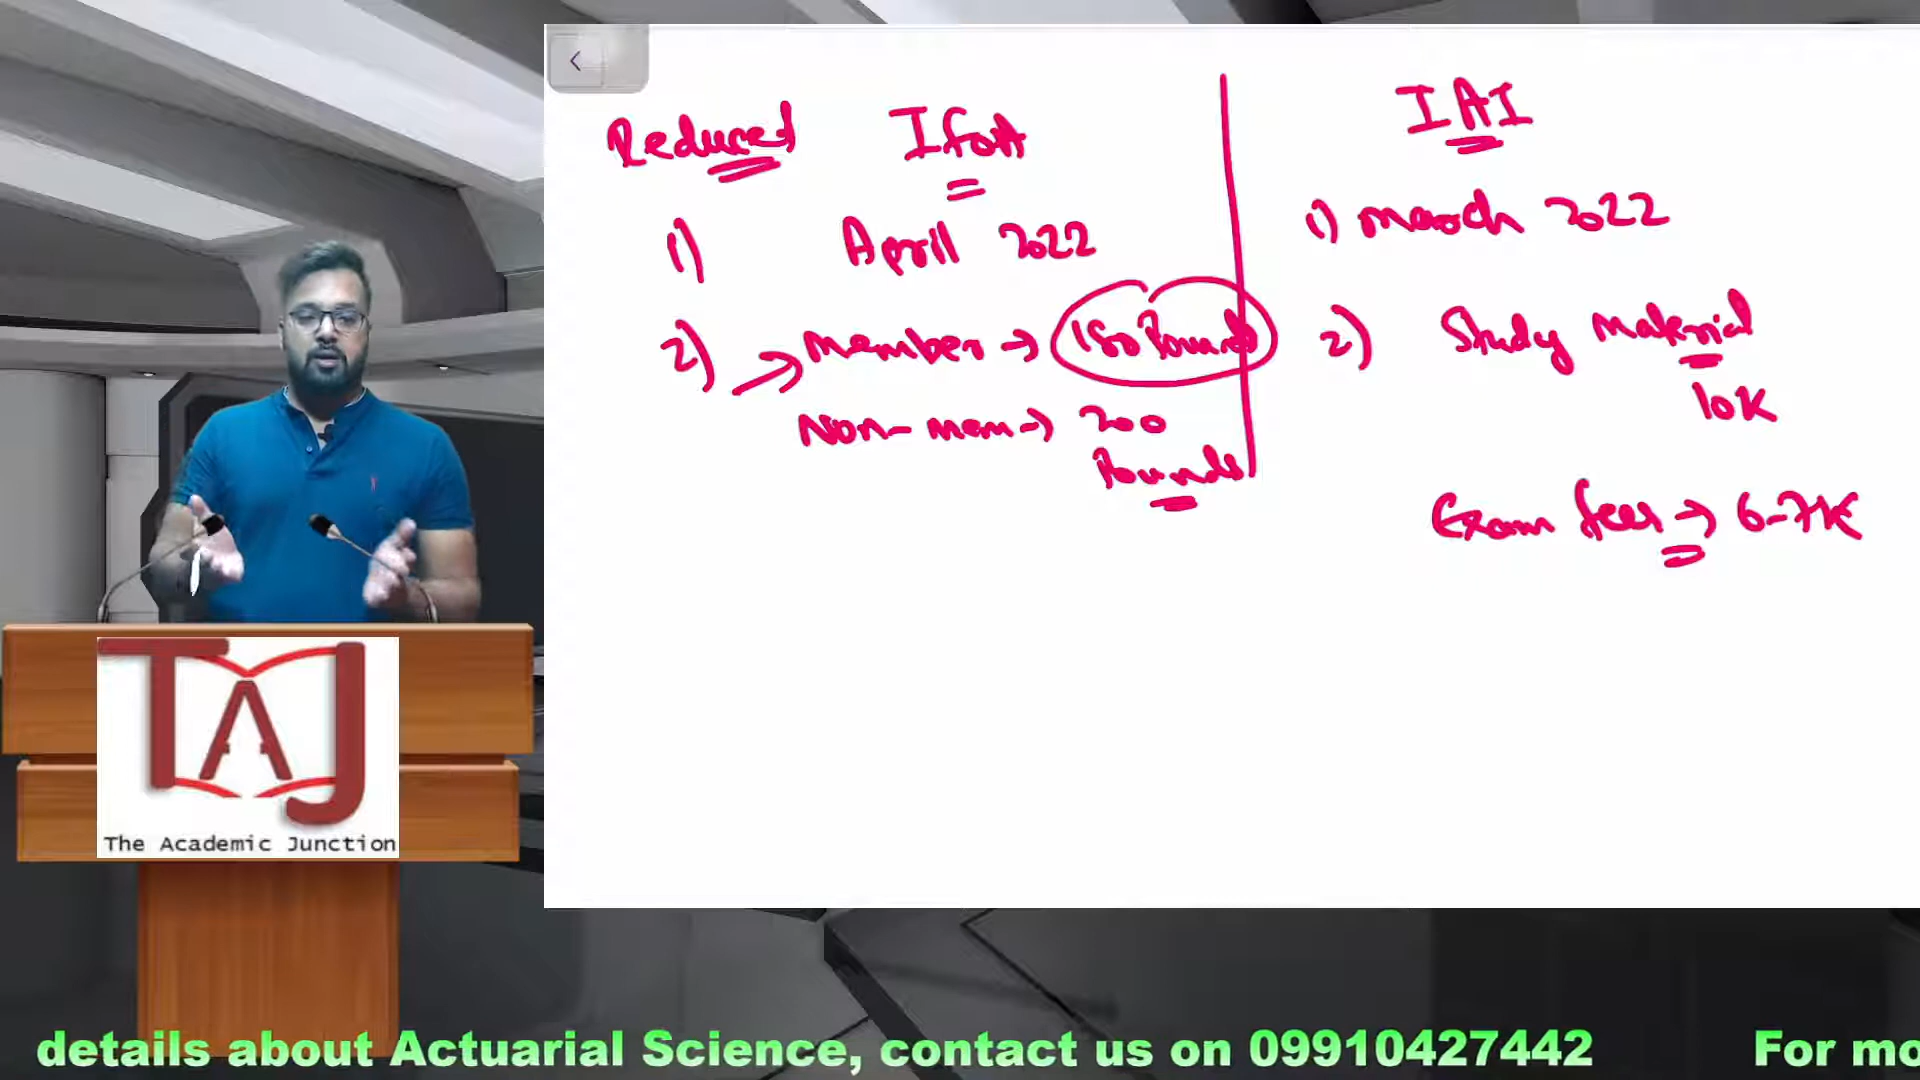 Reduced IfoA
1) April 2022
2) → Member → Pounds
Non-mem → 200
Pounds
IAI
1) March 2022
2) Study Material
10K
Exam fees → 6-7K
TAJ
The Academic Junction
details about Actuarial Science, contact us on 09910427442 For mo